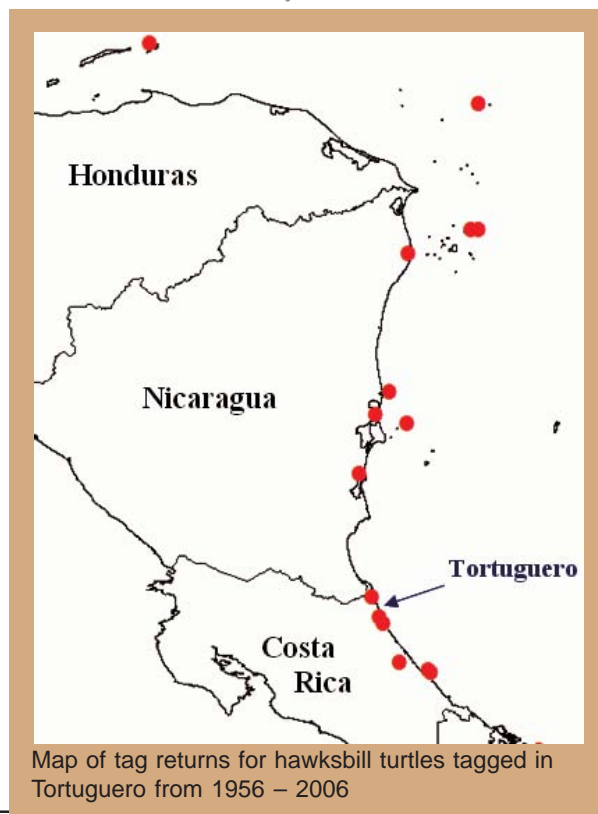 Honduras
Nicaragua
Tortuguero
Costa
Rica
Map of tag returns for hawksbill turtles tagged in
Tortuguero from 1956 – 2006